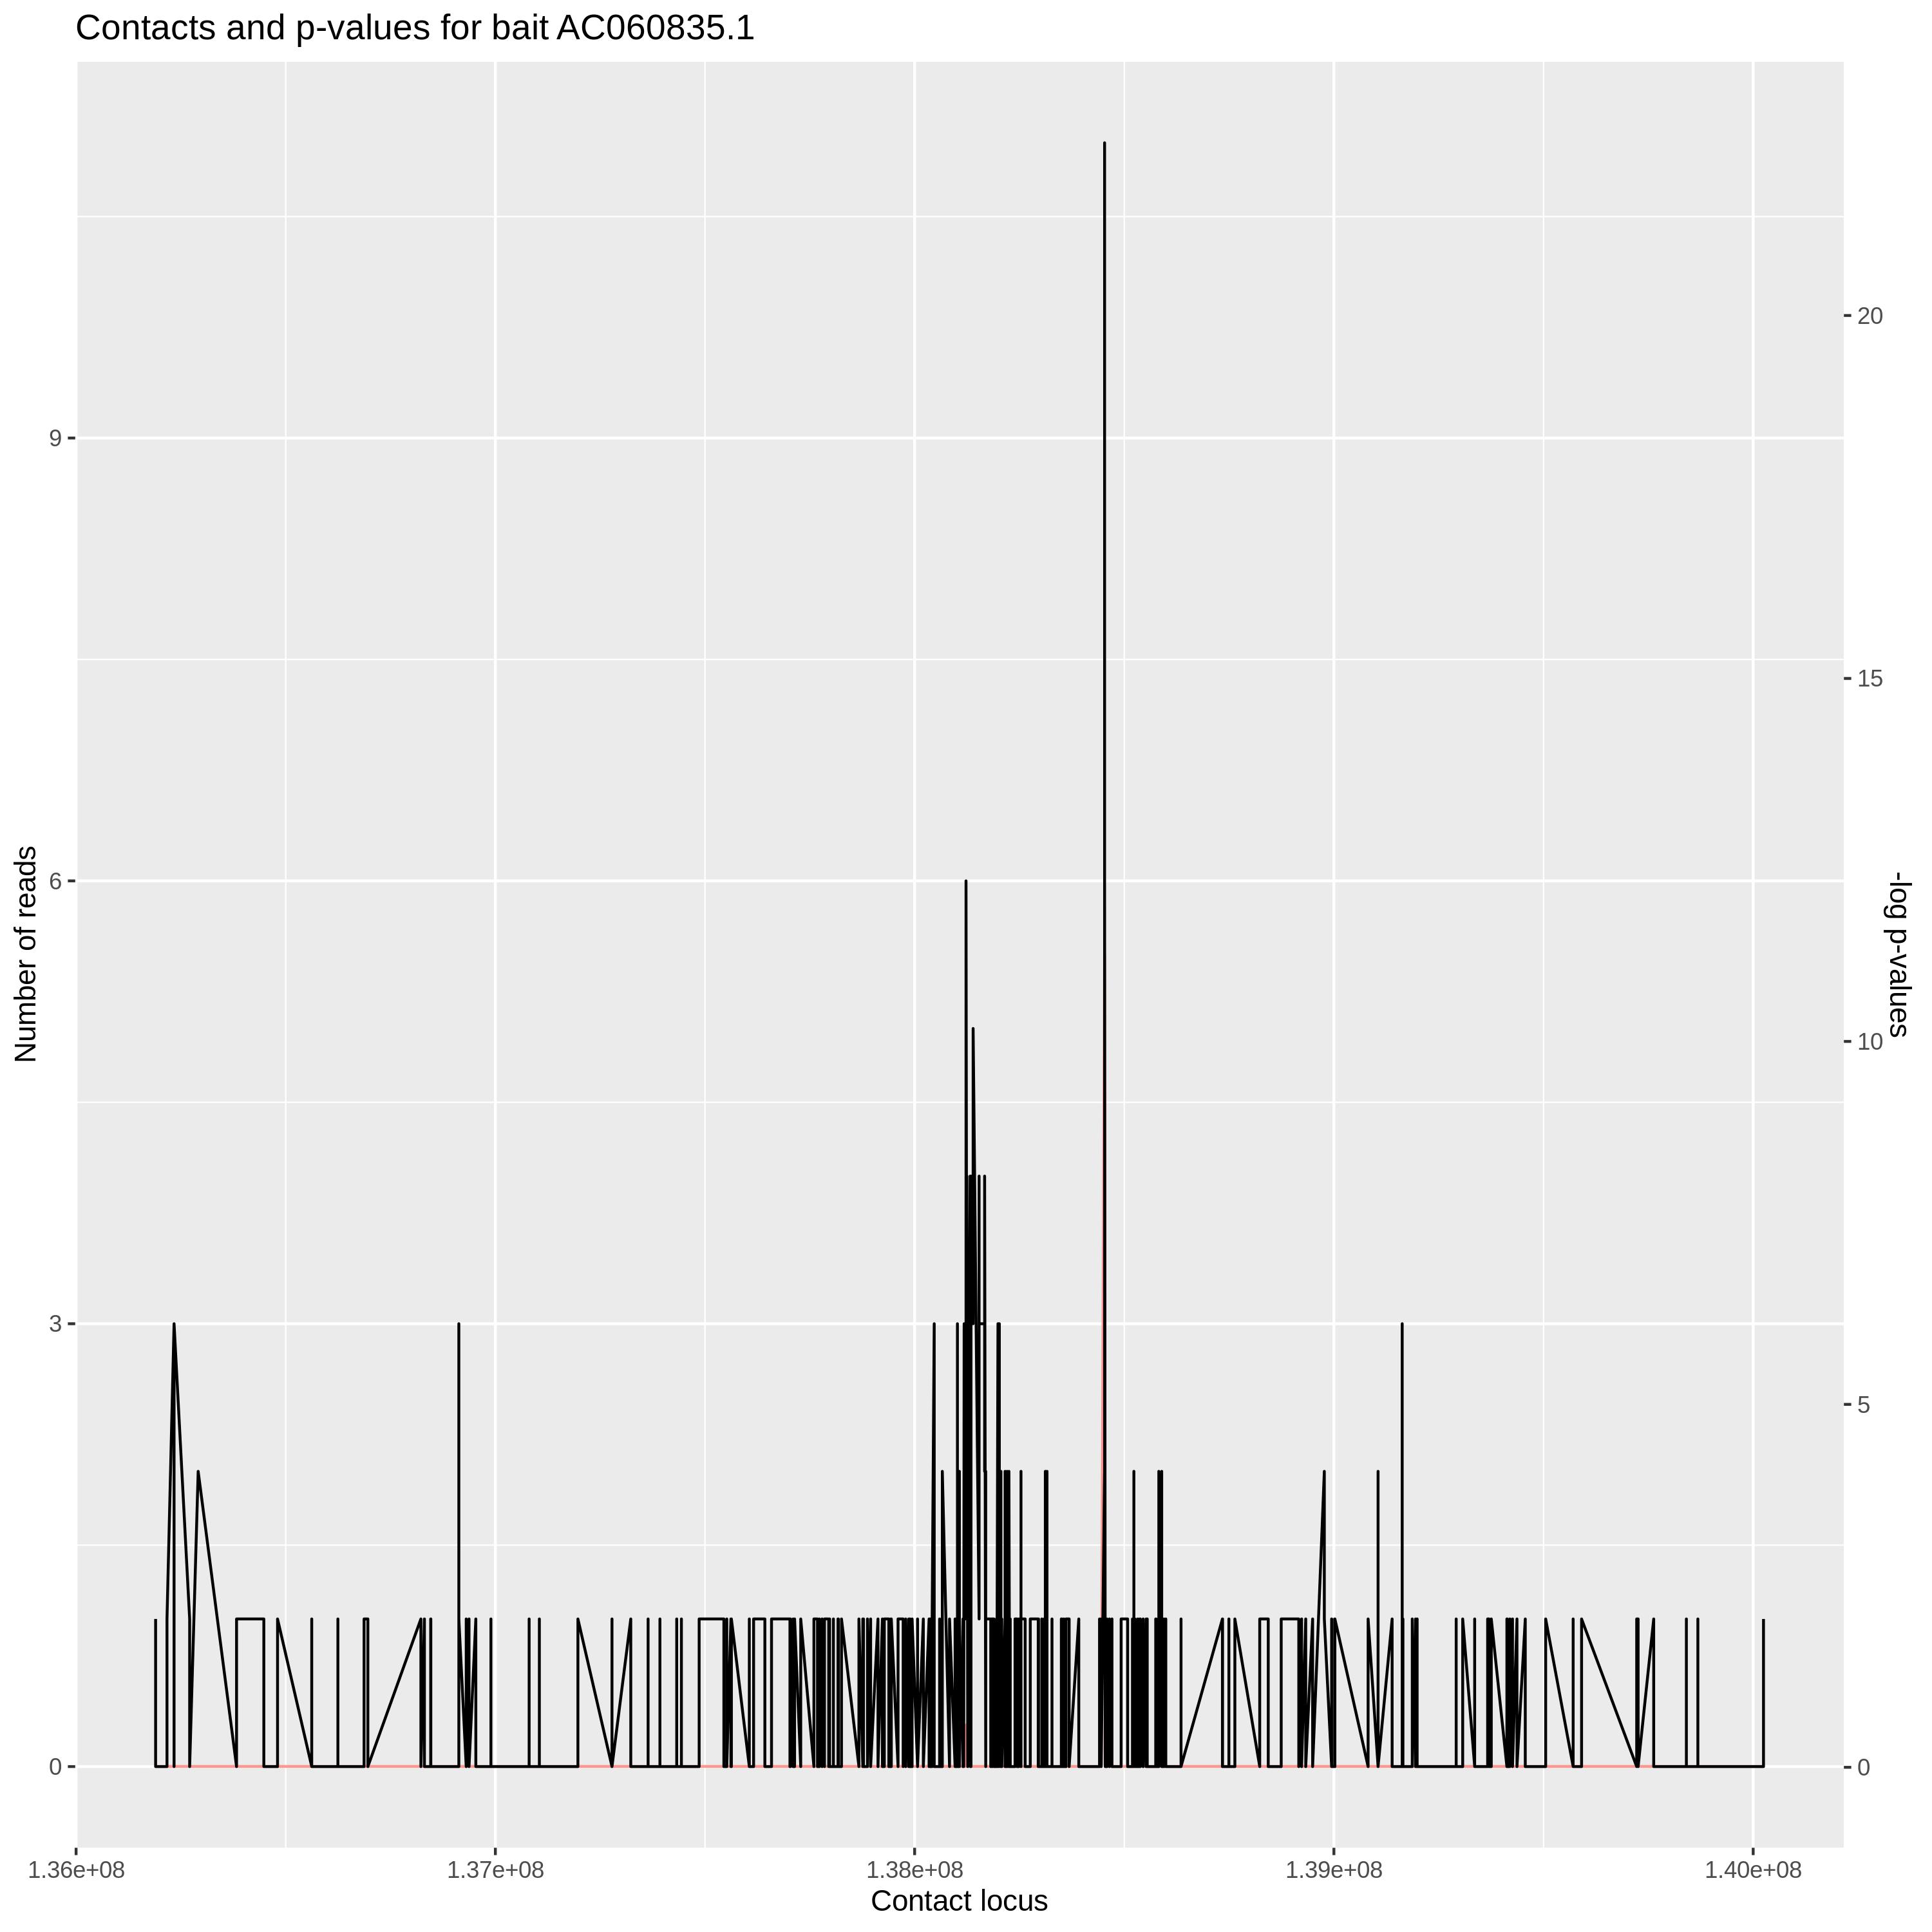 Contacts and p-values for bait AC060835.1
Number of reads
9
6
3
0
20
15
10
5
0
-log p-values
1.36e+08 1.37e+08 1.38e+08 1.39e+08 1.40e+08
Contact locus